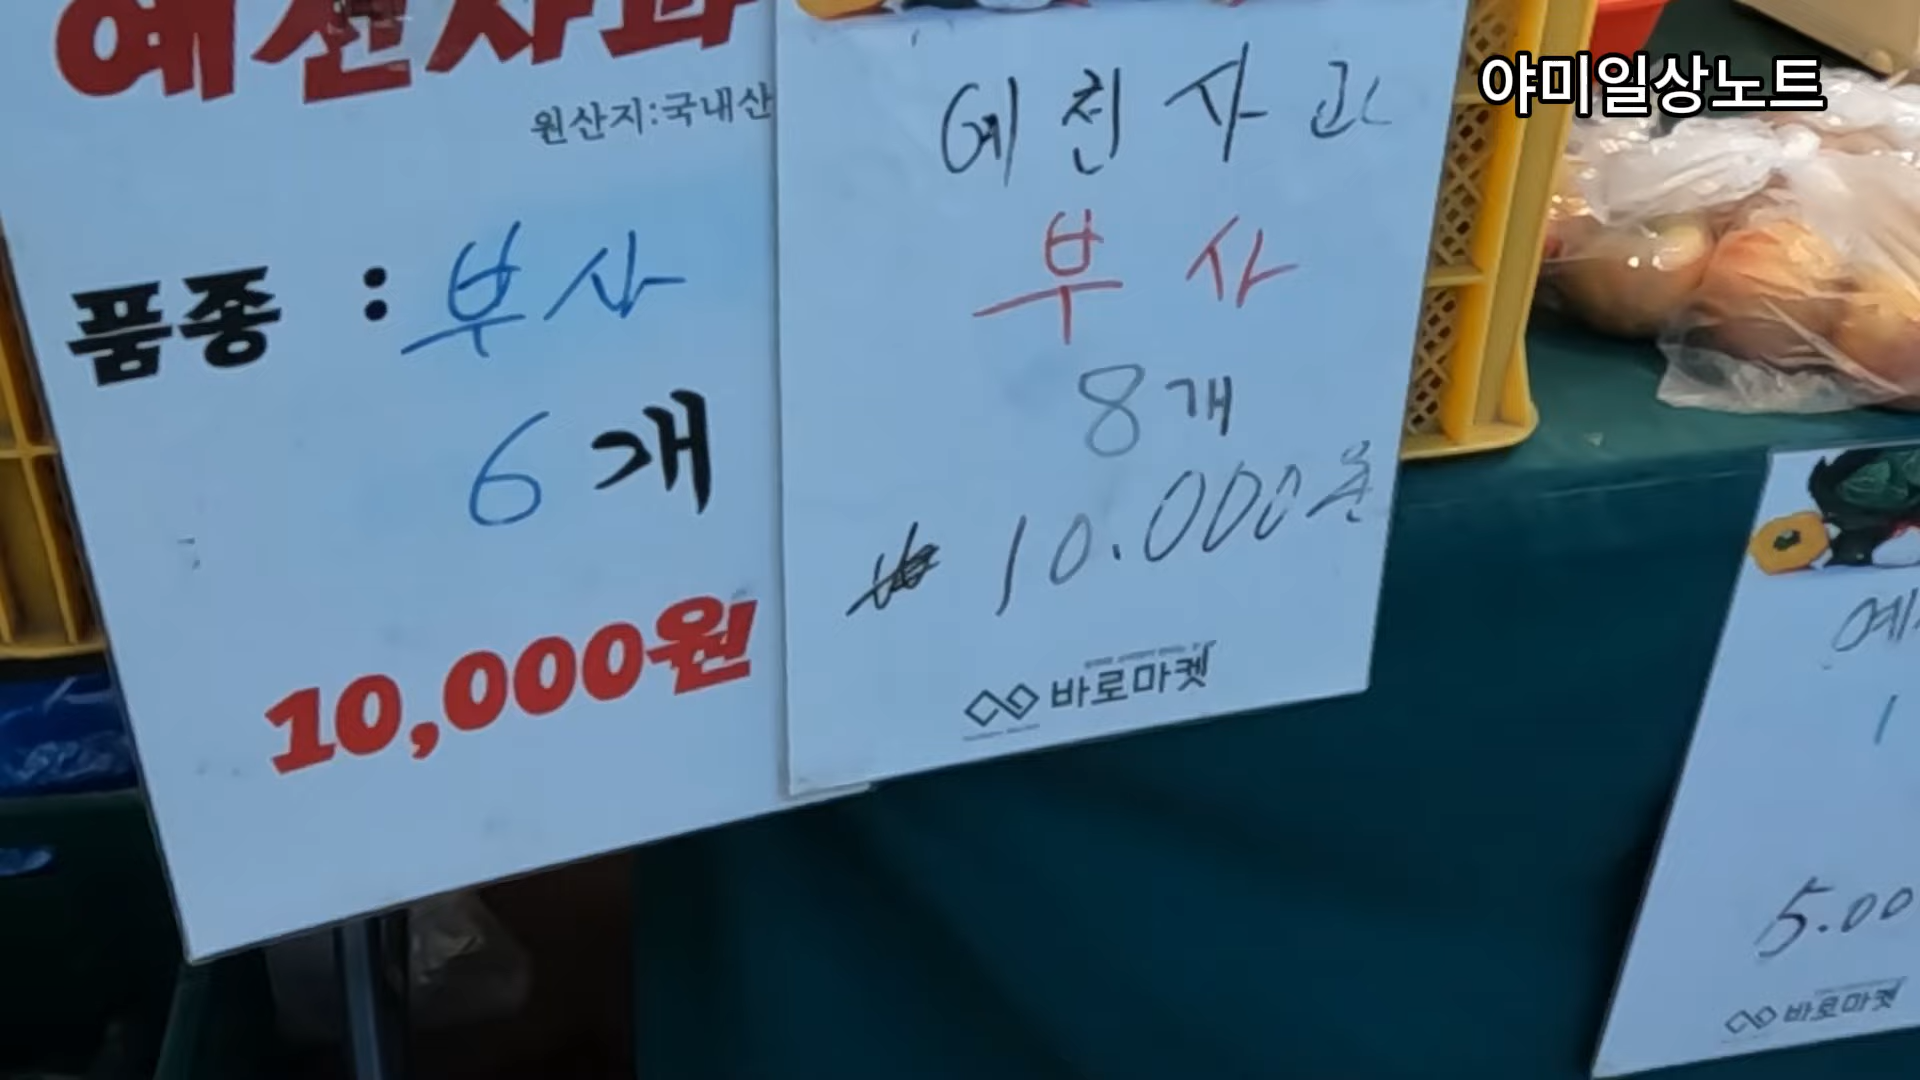 예천사과
원산지:국내산
품종 : 부사
6개
10,000원
예천사과
부사
8개
₩ 10.000원
바로마켓
야미일상노트
예
1
5.00
바로마켓